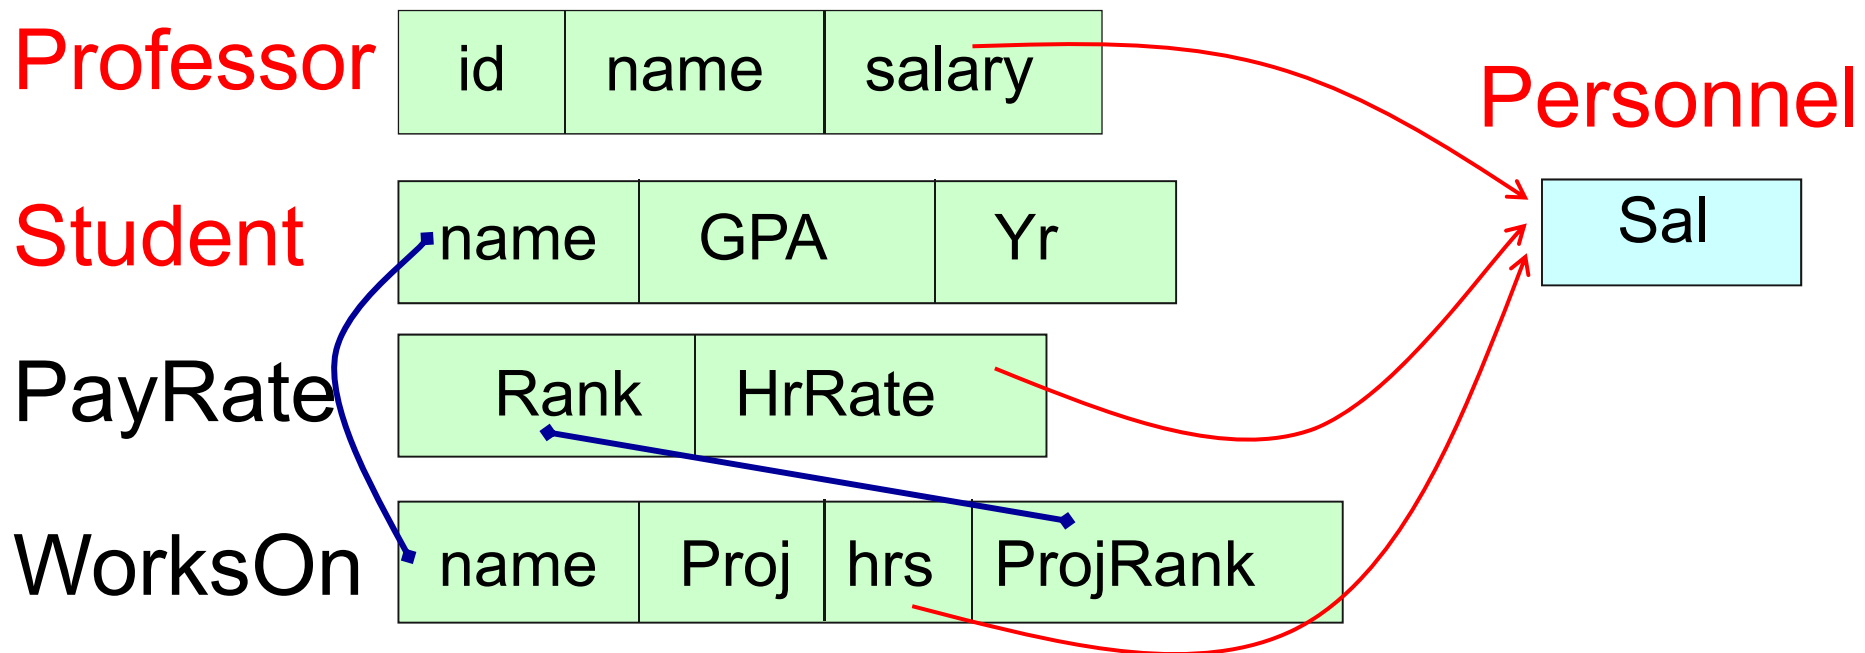 Professor id name salary
Personnel
Sal
Student name GPA Yr
PayRate Rank HrRate
WorksOn name Proj hrs ProjRank